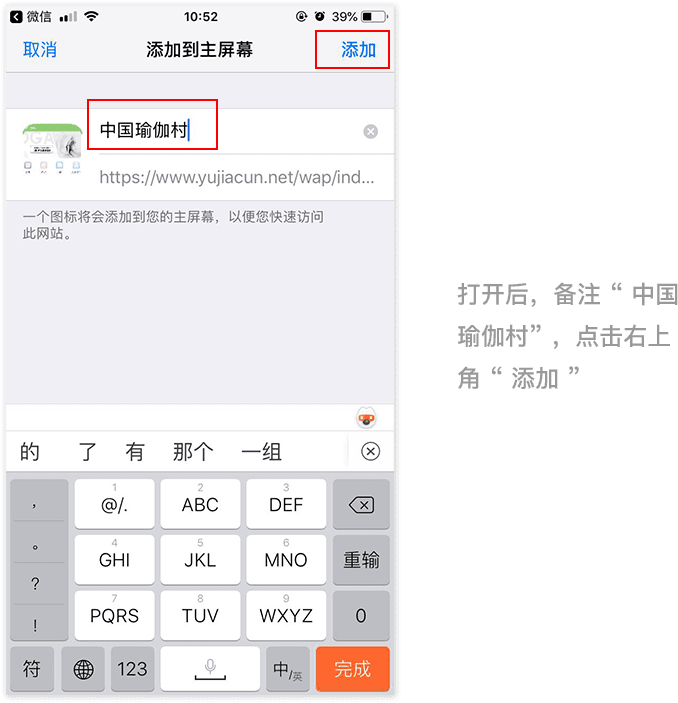 微信
10:52
39%
取消
添加到主屏幕
添加
中国瑜伽村
https://www.yujiacun.net/wap/ind...
一个图标将会添加到您的主屏幕，以便您快速访问
此网站。
打开后，备注“ 中国
瑜伽村”，点击右上
角“ 添加 ”
的 了 有 那个 一组
， 1 @/. 2 ABC 3 DEF
。 4 GHI 5 JKL 6 MNO 重输
? 7 PQRS 8 TUV 9 WXYZ 0
!
符 123 中/英 完成